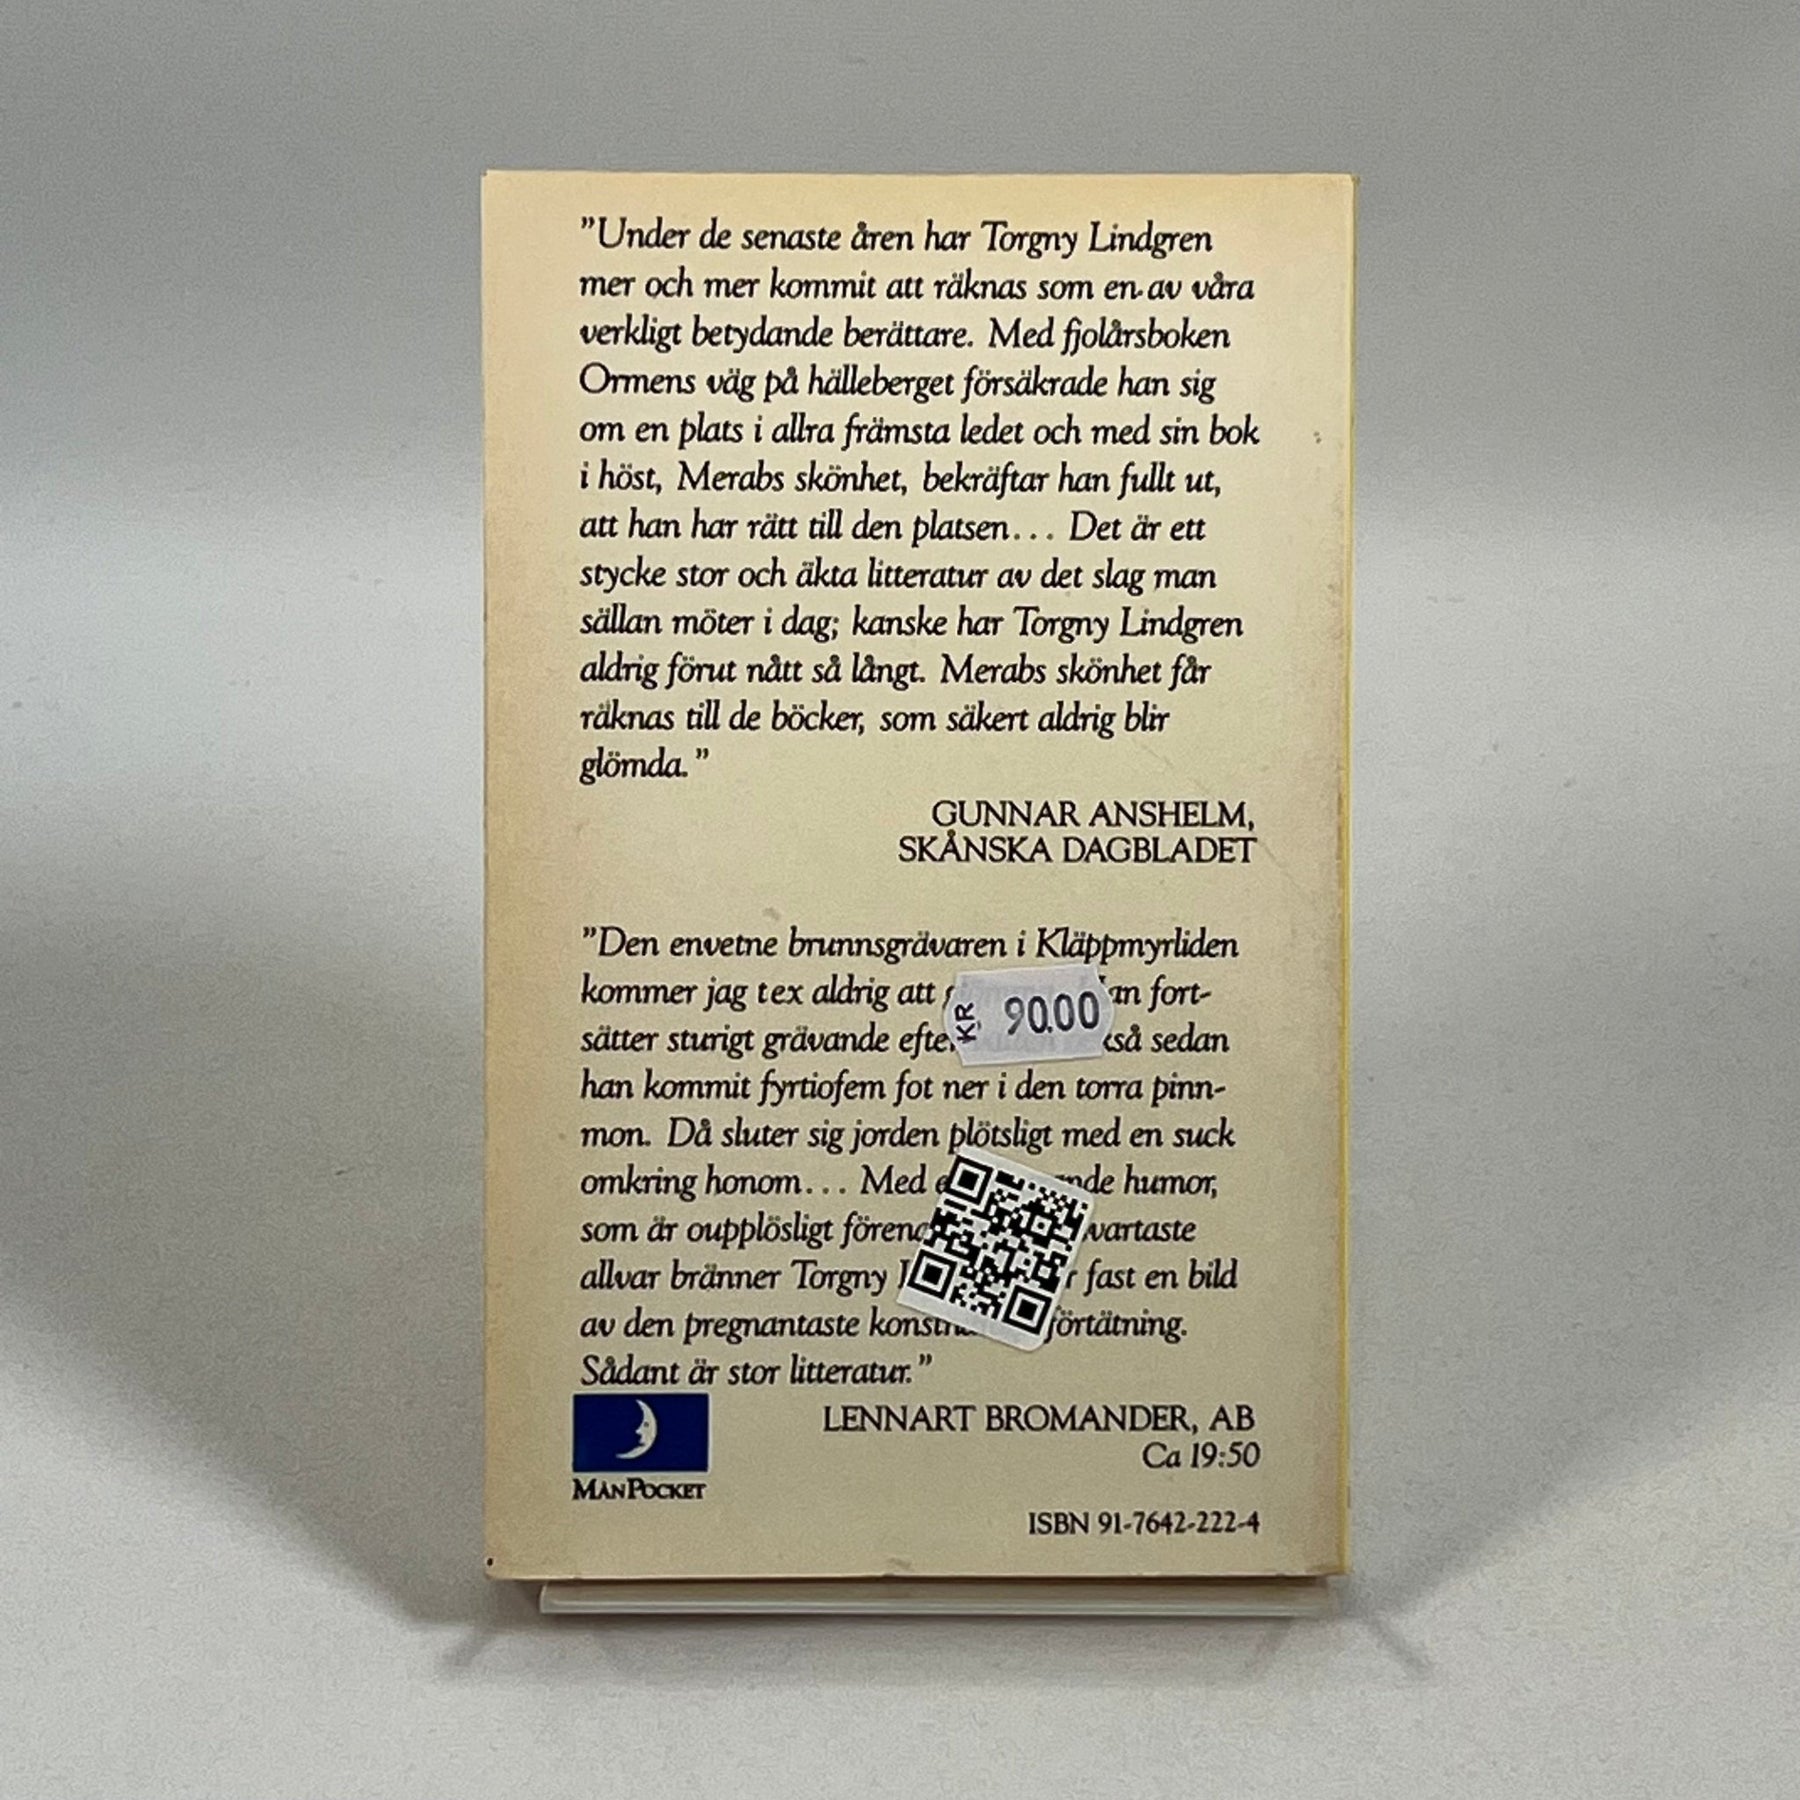 ”Under de senaste åren har Torgny Lindgren
mer och mer kommit att räknas som en av våra
verkligt betydande berättare. Med fjolårsboken
Ormens väg på hälleberget försäkrade han sig
om en plats i allra främsta ledet och med sin bok
i höst, Merabs skönhet, bekräftar han fullt ut,
att han har rätt till den platsen... Det är ett
stycke stor och äkta litteratur av det slag man
sällan möter i dag; kanske har Torgny Lindgren
aldrig förut nått så långt. Merabs skönhet får
räknas till de böcker, som säkert aldrig blir
glömda.”
GUNNAR ANSHELM,
SKÅNSKA DAGBLADET
”Den envetne brunnsgrävaren i Kläppmyrliden
kommer jag tex aldrig att fort-
KR 90.00
sätter sturigt grävande sedan
han kommit fyrtiofem fot ner i den torra pinn-
mon. Då sluter sig jorden plötsligt med en suck
omkring honom... Med humor,
som är oupplösligt
allvar bränner Torgny fast en bild
av den pregnantaste förtätning.
Sådant är stor litteratur.”
LENNART BROMANDER, AB
Ca 19:50
MÅNPOCKET
ISBN 91-7642-222-4